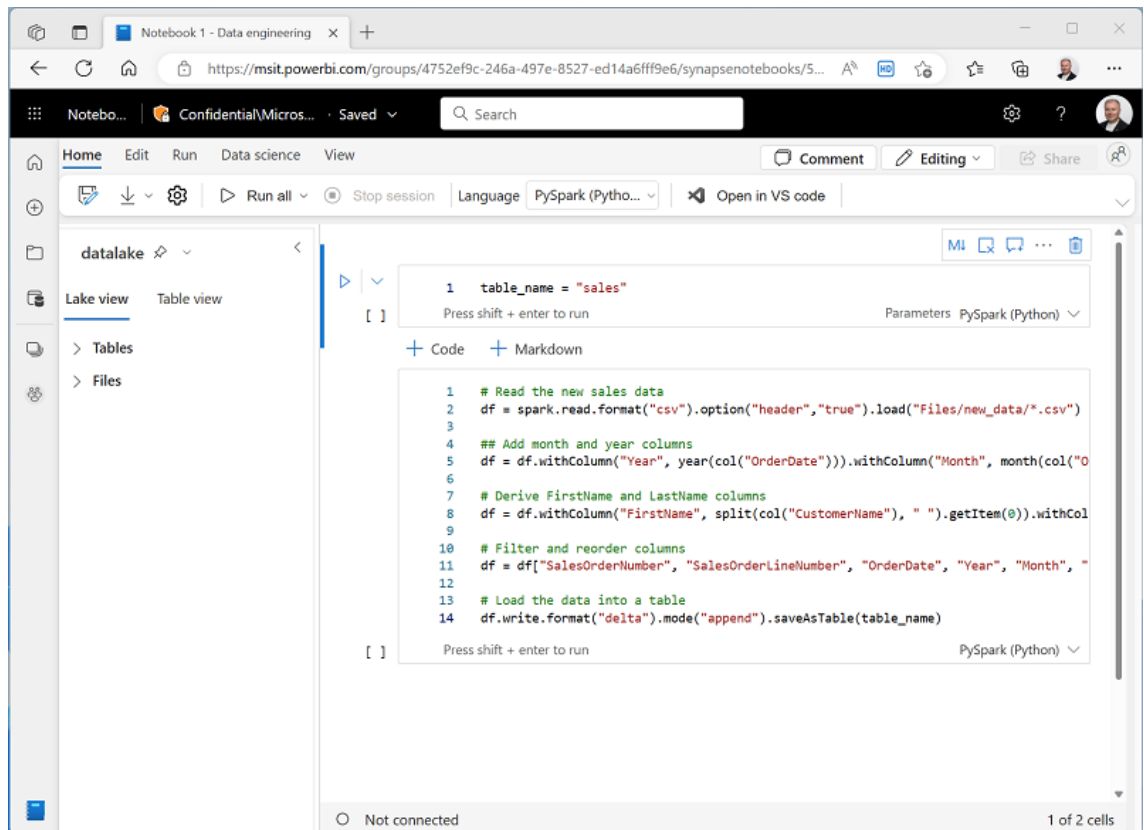 Notebook 1 - Data engineering
https://msit.powerbi.com/groups/4752ef9c-246a-497e-8527-ed14a6fff9e6/synapsenotebooks/5...
Notebo... Confidential\Micros... · Saved Search ?
Home Edit Run Data science View Comment Editing Share
Run all Stop session Language PySpark (Pytho... Open in VS code
datalake
Lake view Table view
Tables
Files
M↓ ...
1 table_name = "sales"
[ ] Press shift + enter to run Parameters PySpark (Python)
+ Code + Markdown
1 # Read the new sales data
2 df = spark.read.format("csv").option("header","true").load("Files/new_data/*.csv")
3
4 ## Add month and year columns
5 df = df.withColumn("Year", year(col("OrderDate"))).withColumn("Month", month(col("O
6
7 # Derive FirstName and LastName columns
8 df = df.withColumn("FirstName", split(col("CustomerName"), " ").getItem(0)).withCol
9
10 # Filter and reorder columns
11 df = df["SalesOrderNumber", "SalesOrderLineNumber", "OrderDate", "Year", "Month", "
12
13 # Load the data into a table
14 df.write.format("delta").mode("append").saveAsTable(table_name)
[ ] Press shift + enter to run PySpark (Python)
Not connected 1 of 2 cells